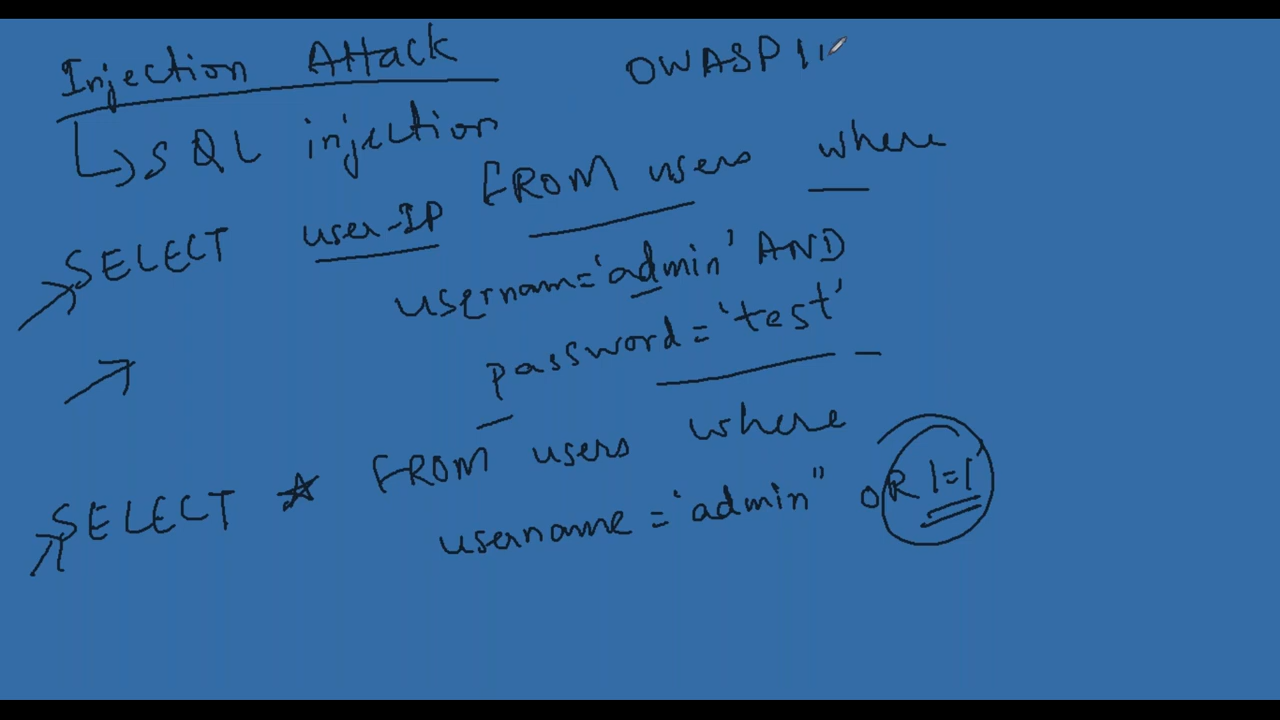 Injection Attack
OWASP
SQL injection
SELECT user-IP FROM users where
username='admin' AND
password='test'
SELECT * FROM users where
username='admin'' OR 1=1'